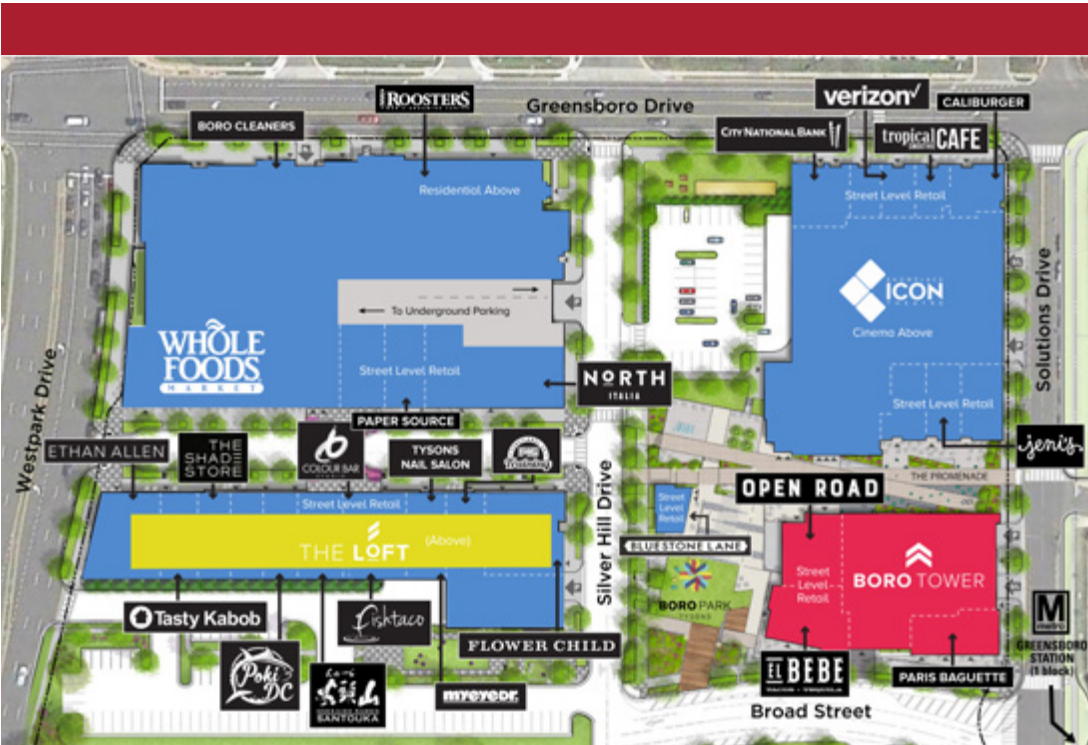 ROOSTERS
Greensboro Drive
verizon✓
CALIBURGER
BORO CLEANERS
CITY NATIONAL BANK
tropical CAFE
Residential Above
Street Level Retail
ICON
Cinema Above
Solutions Drive
To Underground Parking
WHOLE
FOODS
MARKET
Westpark Drive
Street Level Retail
NORTH
ITALIA
Street Level Retail
PAPER SOURCE
ETHAN ALLEN
THE
SHADE
STORE
COLOUR BAR
TYSONS
NAIL SALON
jeni's
THE PROMENADE
OPEN ROAD
Street Level Retail
Street
Level
Retail
THE LOFT
(Above)
BLUESTONE LANE
Silver Hill Drive
Street
Level
Retail
BORO TOWER
BORO PARK
TYSONS
M
Tasty Kabob
Fishtaco
FLOWER CHILD
GREENSBORO
STATION
(1 block)
Poki
DC
SANTOUKA
myeyedr.
EL BEBE
PARIS BAGUETTE
Broad Street